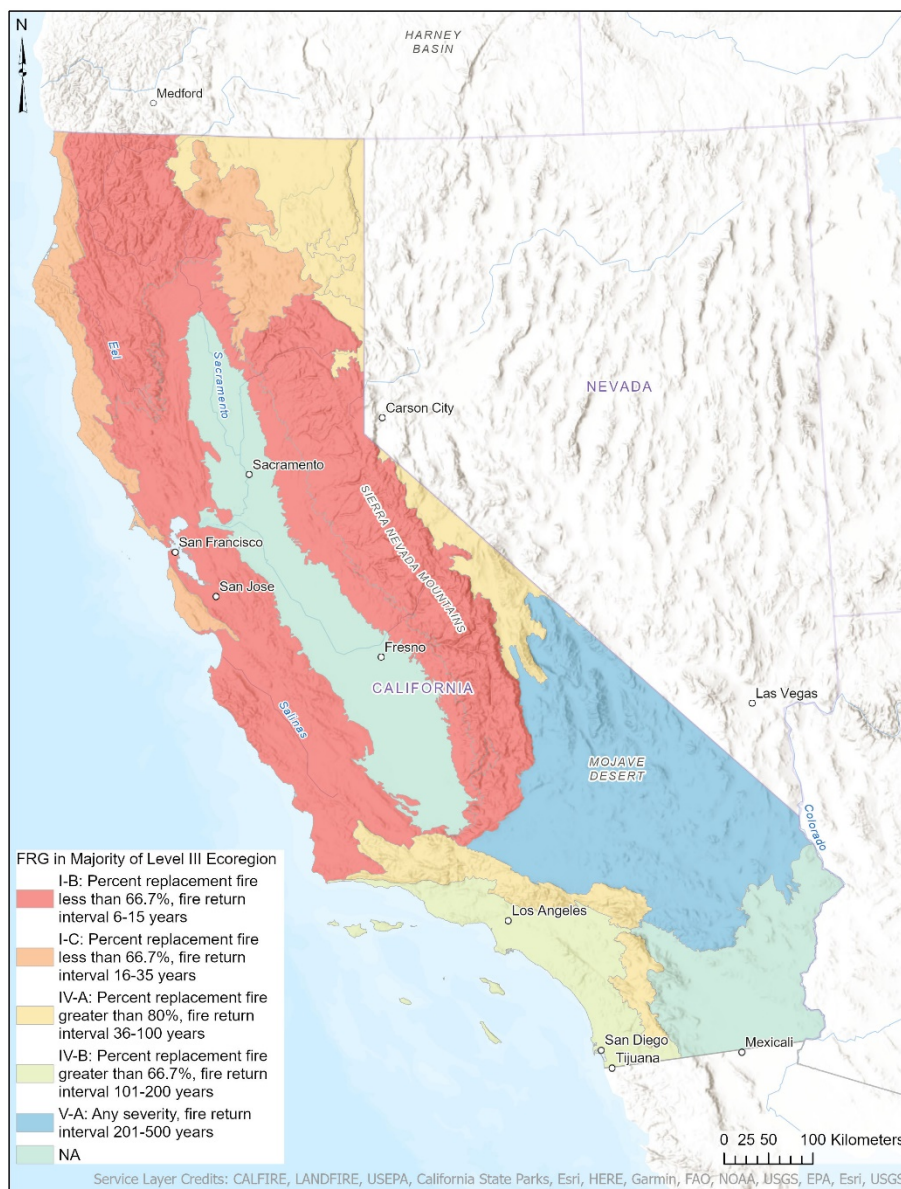 N
HARNEY
BASIN
Medford
Eel
Sacramento
NEVADA
Carson City
Sacramento
SIERRA NEVADA MOUNTAINS
San Francisco
San Jose
Fresno
CALIFORNIA
Las Vegas
Salinas
MOJAVE
DESERT
Colorado
Los Angeles
San Diego
Tijuana
Mexicali
FRG in Majority of Level III Ecoregion
I-B: Percent replacement fire
less than 66.7%, fire return
interval 6-15 years
I-C: Percent replacement fire
less than 66.7%, fire return
interval 16-35 years
IV-A: Percent replacement fire
greater than 80%, fire return
interval 36-100 years
IV-B: Percent replacement fire
greater than 66.7%, fire return
interval 101-200 years
V-A: Any severity, fire return
interval 201-500 years
NA
0 25 50 100 Kilometers
Service Layer Credits: CALFIRE, LANDFIRE, USEPA, California State Parks, Esri, HERE, Garmin, FAO, NOAA, USGS, EPA, Esri, USGS